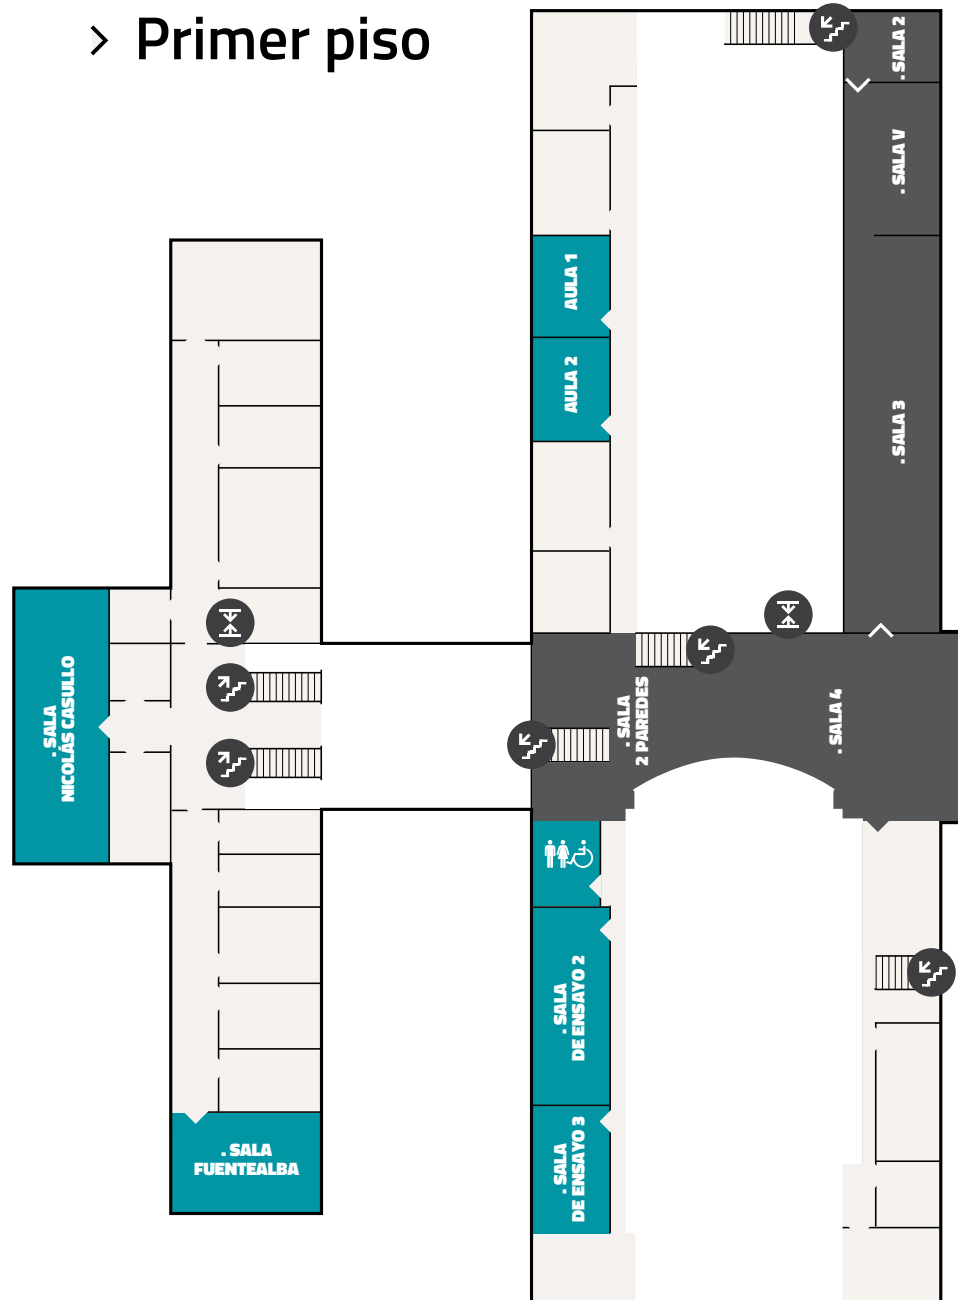 > Primer piso
. SALA 2
. SALA V
AULA 1
AULA 2
. SALA 3
. SALA
NICOLÁS CASULLO
. SALA
2 PAREDES
. SALA 4
. SALA
DE ENSAYO 2
. SALA
DE ENSAYO 3
. SALA
FUENTEALBA